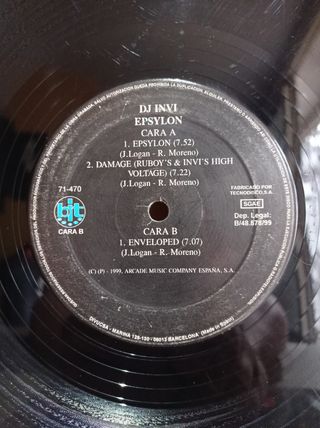 DJ INVI
EPSYLON
CARA A
1. EPSYLON (7.52)
(J.Logan - R. Moreno)
2. DAMAGE (RUBOY'S & INVI'S HIGH
VOLTAGE) (7.22)
(J.Logan - R. Moreno)
71-470
bit
CARA B
FABRICADO POR
TECNODISCO,S.A.
SGAE
Dep. Legal:
B/48.878/99
CARA B
1. ENVELOPED (7.07)
(J.Logan - R. Moreno)
(C) (P) - 1999, ARCADE MUSIC COMPANY ESPAÑA, S.A.
DIVUCSA - MARINA 126-130 - 08013 BARCELONA (Made in Spain)